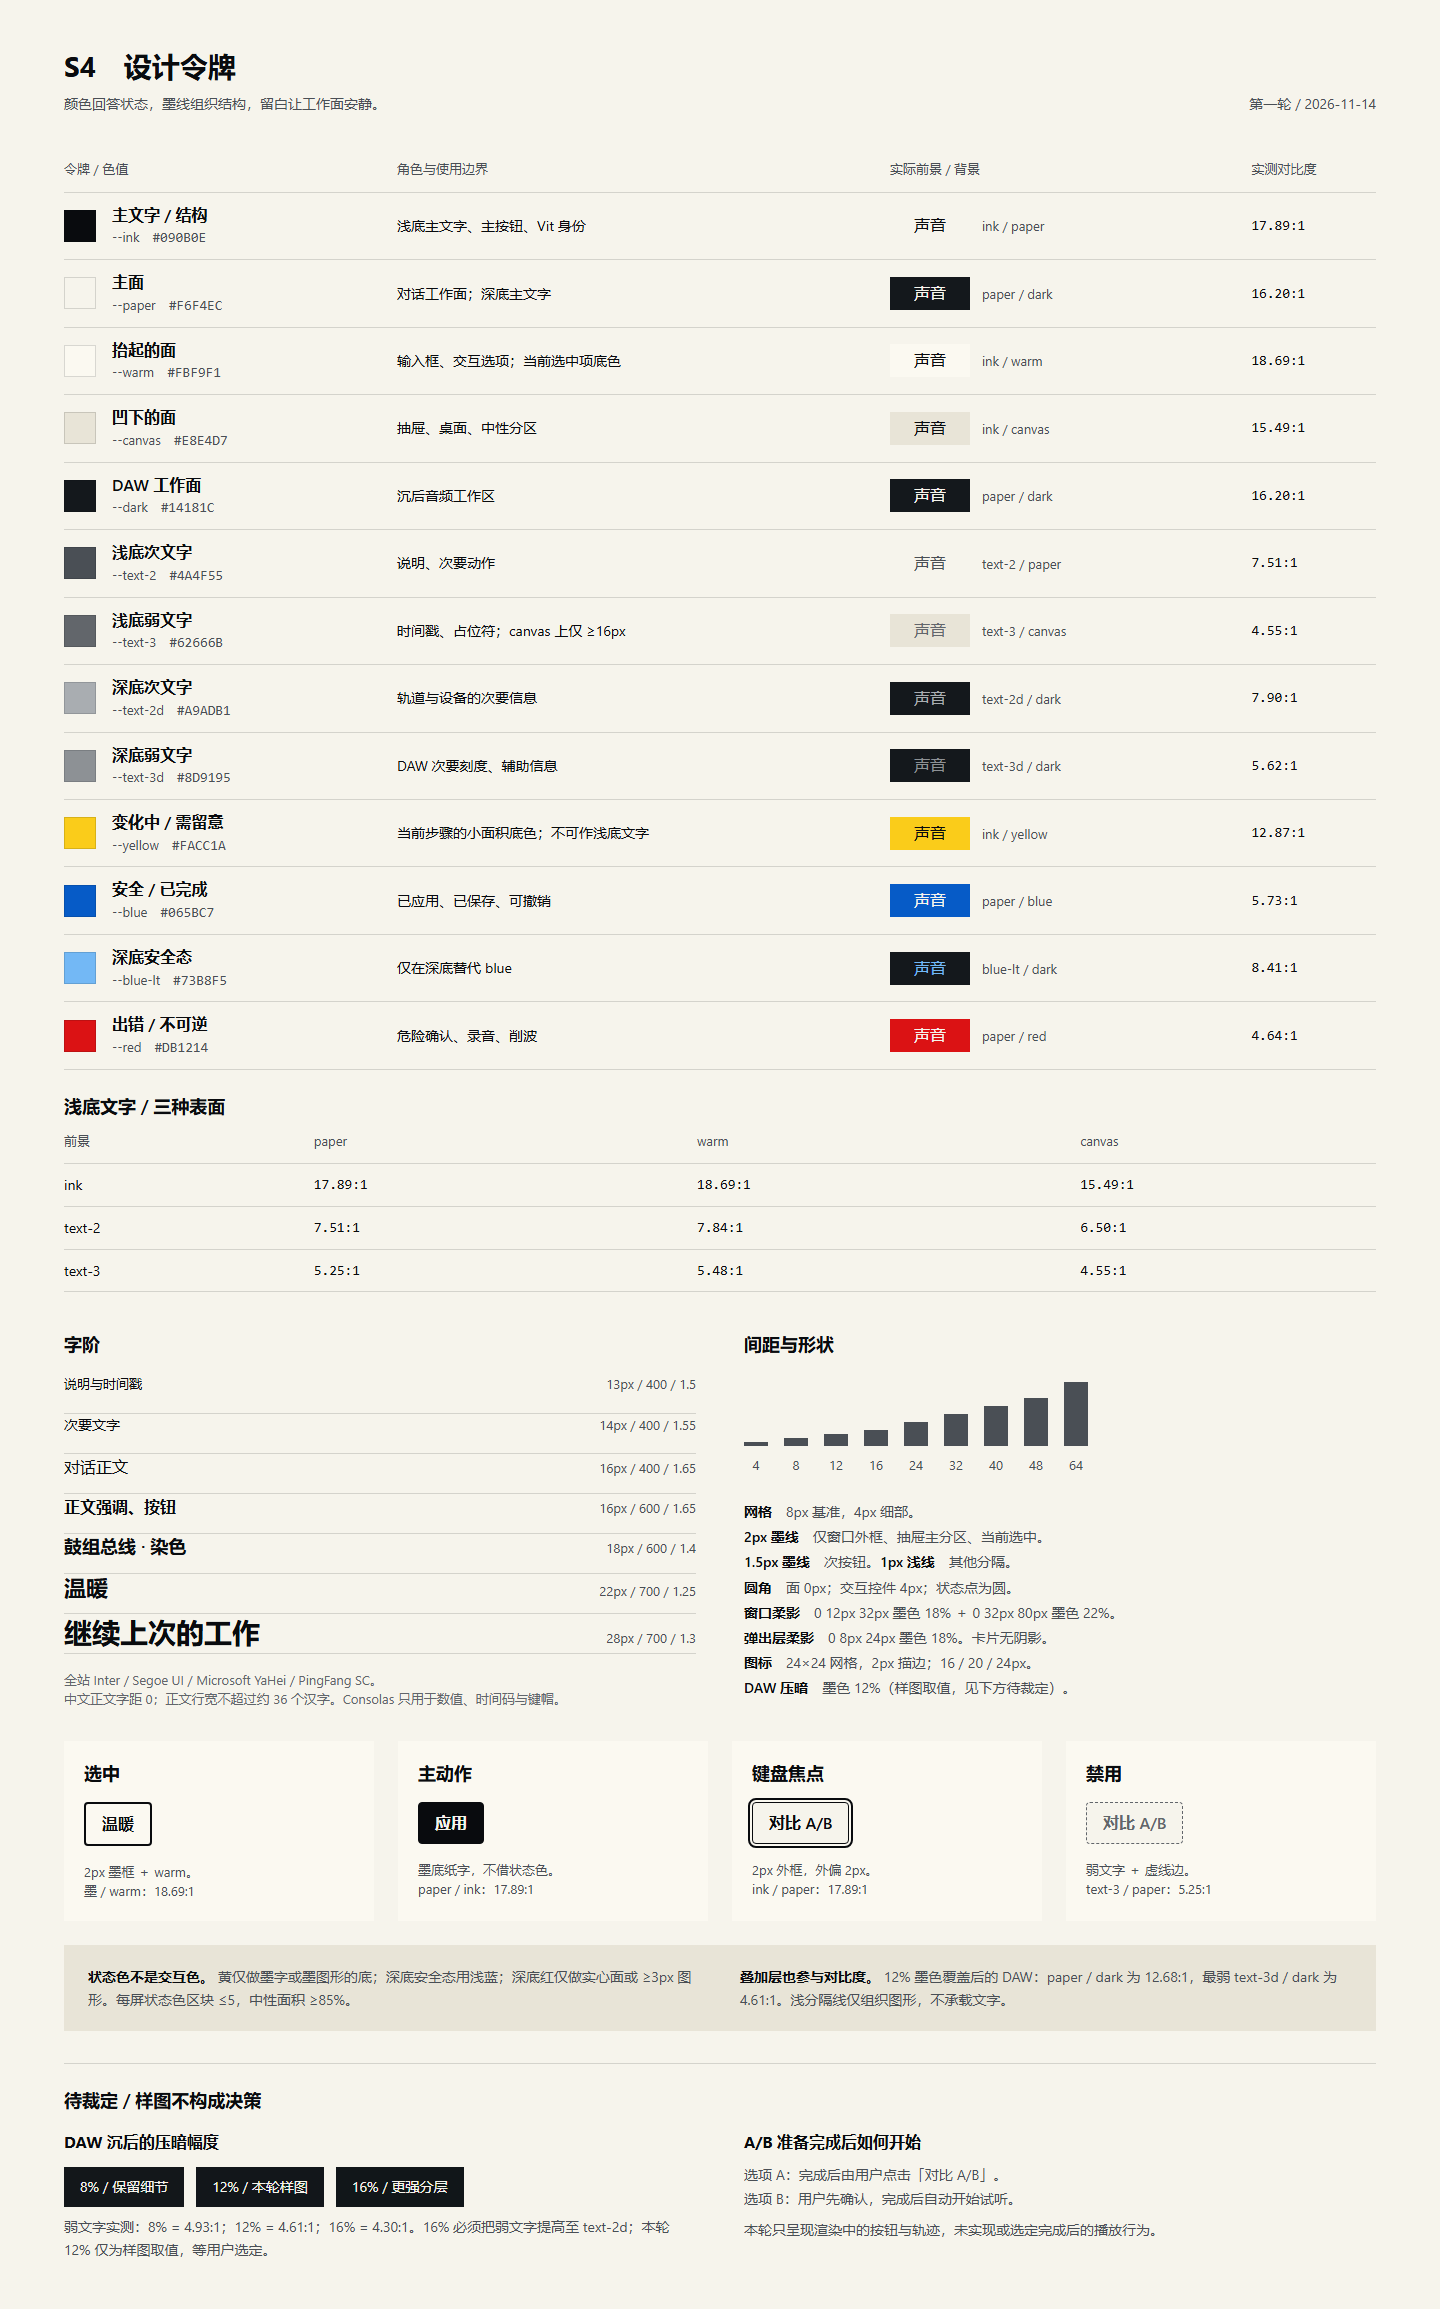 S4 设计令牌
颜色回答状态，墨线组织结构，留白让工作面安静。
第一轮 / 2026-11-14
令牌 / 色值 角色与使用边界 实际前景 / 背景 实测对比度
主文字 / 结构
--ink #090B0E
浅底主文字、主按钮、Vit 身份 声音 ink / paper 17.89:1
主面
--paper #F6F4EC
对话工作面；深底主文字 声音 paper / dark 16.20:1
抬起的面
--warm #FBF9F1
输入框、交互选项；当前选中项底色 声音 ink / warm 18.69:1
凹下的面
--canvas #E8E4D7
抽屉、桌面、中性分区 声音 ink / canvas 15.49:1
DAW 工作面
--dark #14181C
沉后音频工作区 声音 paper / dark 16.20:1
浅底次文字
--text-2 #4A4F55
说明、次要动作 声音 text-2 / paper 7.51:1
浅底弱文字
--text-3 #62666B
时间戳、占位符；canvas 上仅 ≥16px 声音 text-3 / canvas 4.55:1
深底次文字
--text-2d #A9ADB1
轨道与设备的次要信息 声音 text-2d / dark 7.90:1
深底弱文字
--text-3d #8D9195
DAW 次要刻度、辅助信息 声音 text-3d / dark 5.62:1
变化中 / 需留意
--yellow #FACC1A
当前步骤的小面积底色；不可作浅底文字 声音 ink / yellow 12.87:1
安全 / 已完成
--blue #065BC7
已应用、已保存、可撤销 声音 paper / blue 5.73:1
深底安全态
--blue-lt #73B8F5
仅在深底替代 blue 声音 blue-lt / dark 8.41:1
出错 / 不可逆
--red #DB1214
危险确认、录音、削波 声音 paper / red 4.64:1
浅底文字 / 三种表面
前景 paper warm canvas
ink 17.89:1 18.69:1 15.49:1
text-2 7.51:1 7.84:1 6.50:1
text-3 5.25:1 5.48:1 4.55:1
字阶
说明与时间戳 13px / 400 / 1.5
次要文字 14px / 400 / 1.55
对话正文 16px / 400 / 1.65
正文强调、按钮 16px / 600 / 1.65
鼓组总线 · 染色 18px / 600 / 1.4
温暖 22px / 700 / 1.25
继续上次的工作 28px / 700 / 1.3
全站 Inter / Segoe UI / Microsoft YaHei / PingFang SC。
中文正文字距 0；正文行宽不超过约 36 个汉字。Consolas 只用于数值、时间码与键帽。
间距与形状
4 8 12 16 24 32 40 48 64
网格 8px 基准，4px 细部。
2px 墨线 仅窗口外框、抽屉主分区、当前选中。
1.5px 墨线 次按钮。1px 浅线 其他分隔。
圆角 面 0px；交互控件 4px；状态点为圆。
窗口柔影 0 12px 32px 墨色 18% + 0 32px 80px 墨色 22%。
弹出层柔影 0 8px 24px 墨色 18%。卡片无阴影。
图标 24×24 网格，2px 描边；16 / 20 / 24px。
DAW 压暗 墨色 12%（样图取值，见下方待裁定）。
选中
温暖
2px 墨框 + warm。
墨 / warm：18.69:1
主动作
应用
墨底纸字，不借状态色。
paper / ink：17.89:1
键盘焦点
对比 A/B
2px 外框，外偏 2px。
ink / paper：17.89:1
禁用
对比 A/B
弱文字 + 虚线边。
text-3 / paper：5.25:1
状态色不是交互色。 黄仅做墨字或墨图形的底；深底安全态用浅蓝；深底红仅做实心面或 ≥3px 图
形。每屏状态色区块 ≤5，中性面积 ≥85%。
叠加层也参与对比度。 12% 墨色覆盖后的 DAW：paper / dark 为 12.68:1，最弱 text-3d / dark 为
4.61:1。浅分隔线仅组织图形，不承载文字。
待裁定 / 样图不构成决策
DAW 沉后的压暗幅度
8% / 保留细节 12% / 本轮样图 16% / 更强分层
弱文字实测：8% = 4.93:1；12% = 4.61:1；16% = 4.30:1。16% 必须把弱文字提高至 text-2d；本轮
12% 仅为样图取值，等用户选定。
A/B 准备完成后如何开始
选项 A：完成后由用户点击「对比 A/B」。
选项 B：用户先确认，完成后自动开始试听。
本轮只呈现渲染中的按钮与轨迹，未实现或选定完成后的播放行为。